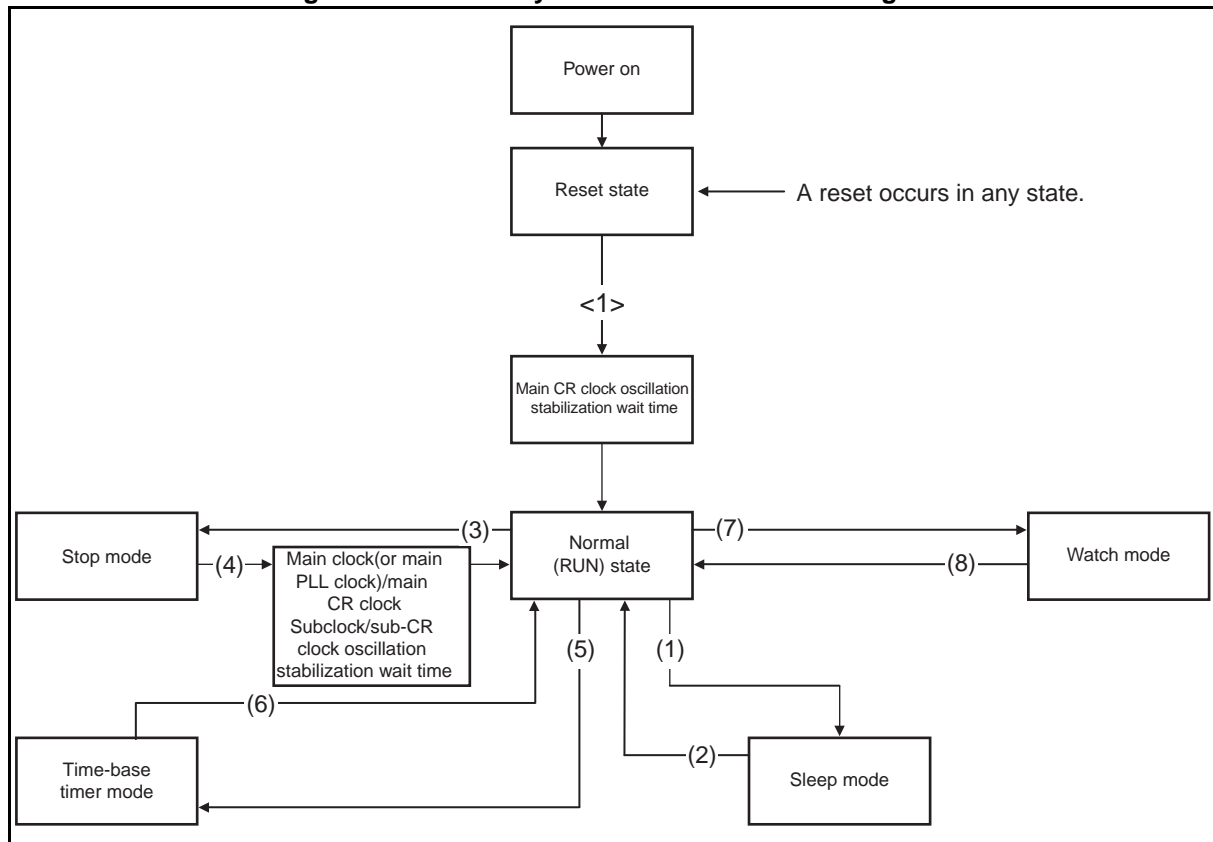 Power on
Reset state
A reset occurs in any state.
<1>
Main CR clock oscillation
stabilization wait time
Stop mode
(3)
(4)
Main clock(or main
PLL clock)/main
CR clock
Subclock/sub-CR
clock oscillation
stabilization wait time
Normal
(RUN) state
(7)
(8)
Watch mode
(5)
(1)
(6)
(2)
Time-base
timer mode
Sleep mode